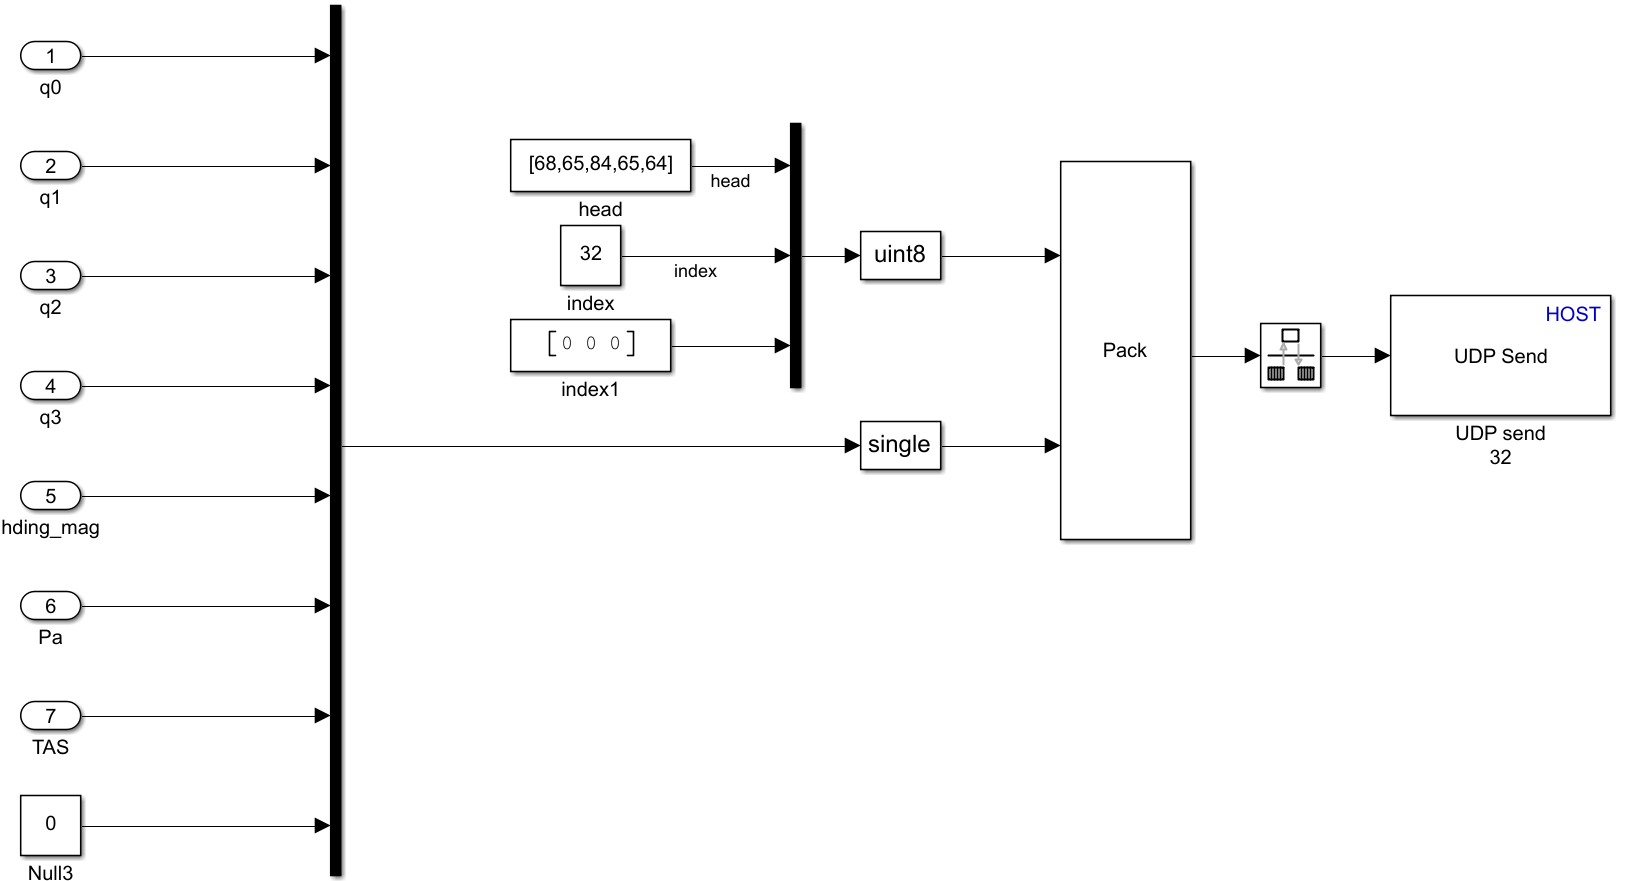 1
q0
2
q1
3
q2
4
q3
5
hding_mag
6
Pa
7
TAS
0
Null3
[68,65,84,65,64]
head
head
32
index
index
[0 0 0]
index1
uint8
single
Pack
HOST
UDP Send
UDP send
32